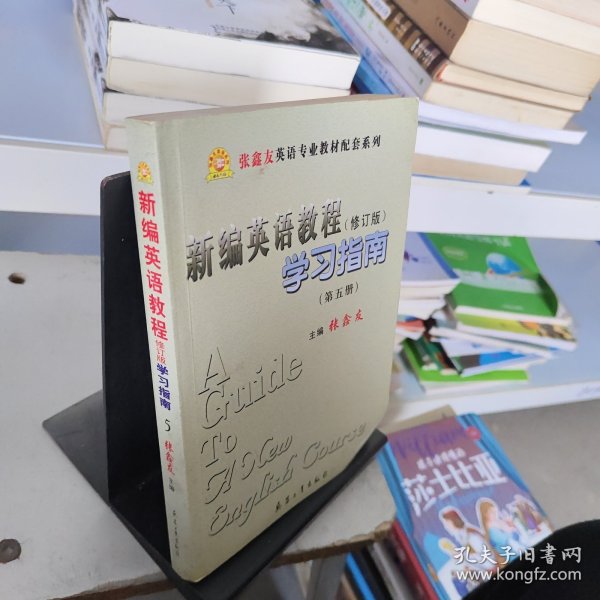 张鑫友英语专业教材配套系列
新编英语教程(修订版)
学习指南
(第五册)
主编 张鑫友
A
Guide
To
A New
English Course
新编英语教程
修订版
学习指南
5
张鑫友
主编
莎士比亚
孔夫子旧书网
www.kongfz.com